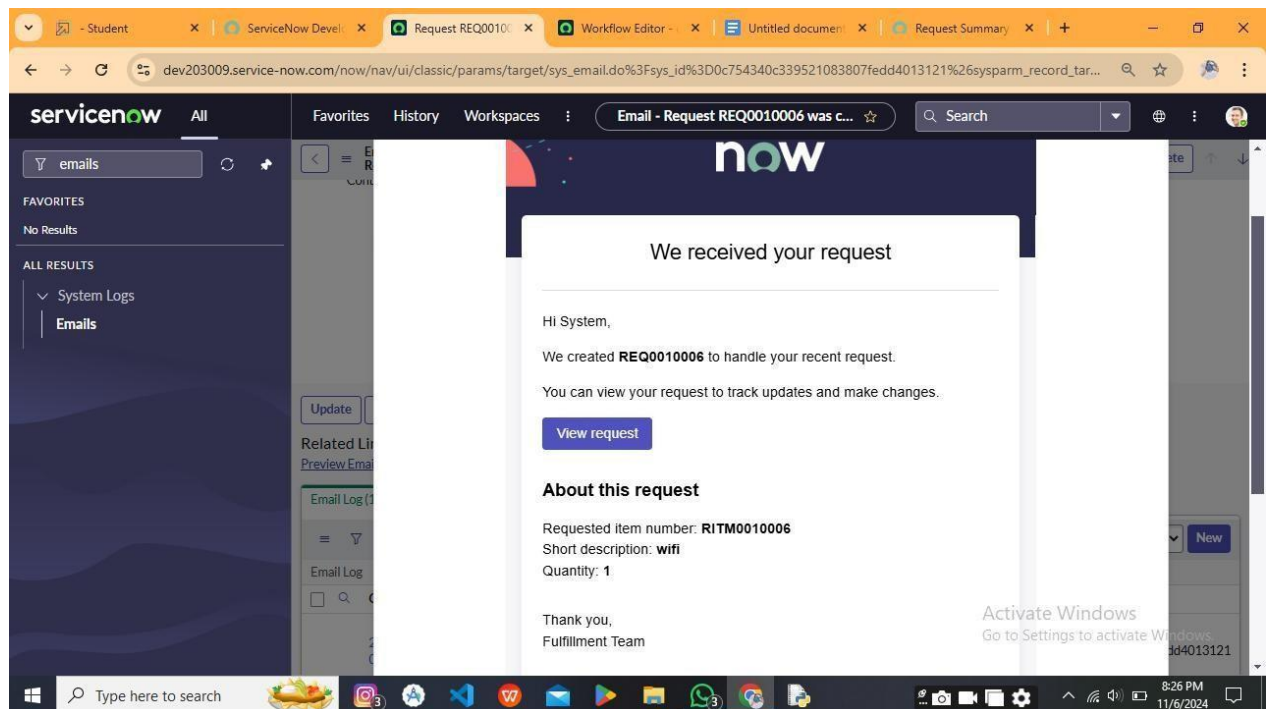 - Student
ServiceNow Devel
Request REQ00100
Workflow Editor -
Untitled documen
Request Summary
dev203009.service-now.com/now/nav/ui/classic/params/target/sys_email.do%3Fsys_id%3D0c754340c339521083807fedd4013121%26sysparm_record_tar...
servicenow
All
Favorites
History
Workspaces
Email - Request REQ0010006 was c...
Search
emails
FAVORITES
No Results
ALL RESULTS
System Logs
Emails
now
We received your request
Hi System,
We created REQ0010006 to handle your recent request.
You can view your request to track updates and make changes.
View request
About this request
Requested item number: RITM0010006
Short description: wifi
Quantity: 1
Thank you,
Fulfillment Team
Update
Related Li
Preview Emai
Email Log (1
Email Log
New
dd4013121
Activate Windows
Go to Settings to activate Windows.
Type here to search
8:26 PM
11/6/2024